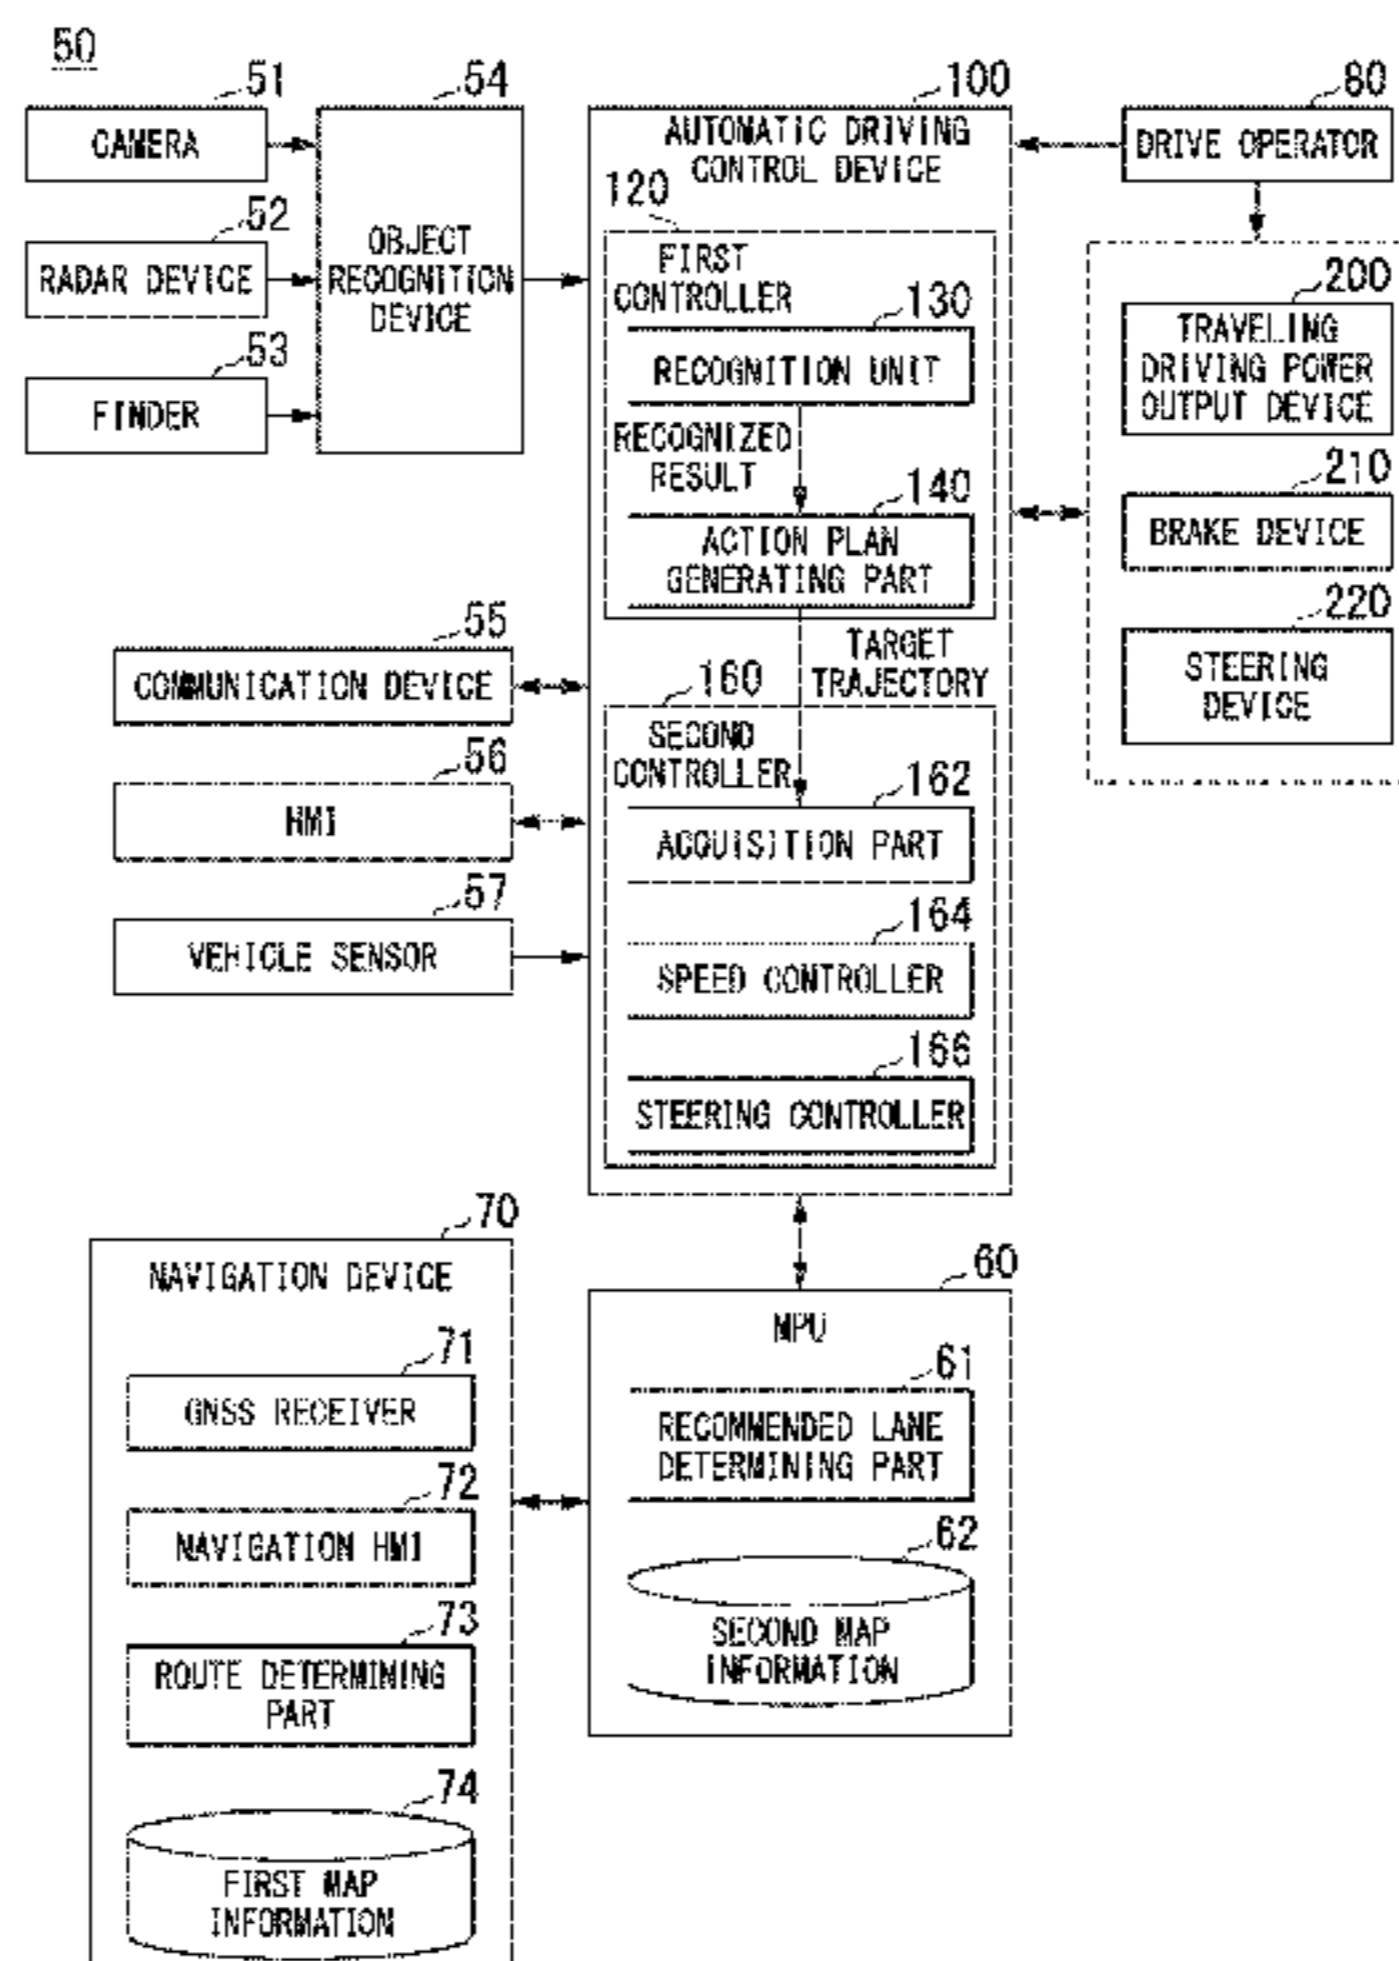 50
51
CAMERA
52
RADAR DEVICE
53
FINDER
54
OBJECT
RECOGNITION
DEVICE
100
AUTOMATIC DRIVING
CONTROL DEVICE
120
FIRST
CONTROLLER
130
RECOGNITION UNIT
RECOGNIZED
RESULT
140
ACTION PLAN
GENERATING PART
TARGET
TRAJECTORY
160
SECOND
CONTROLLER
162
ACQUISITION PART
164
SPEED CONTROLLER
166
STEERING CONTROLLER
80
DRIVE OPERATOR
200
TRAVELING
DRIVING POWER
OUTPUT DEVICE
210
BRAKE DEVICE
220
STEERING
DEVICE
55
COMMUNICATION DEVICE
56
HMI
57
VEHICLE SENSOR
70
NAVIGATION DEVICE
71
GNSS RECEIVER
72
NAVIGATION HMI
73
ROUTE DETERMINING
PART
74
FIRST MAP
INFORMATION
60
MPU
61
RECOMMENDED LANE
DETERMINING PART
62
SECOND MAP
INFORMATION